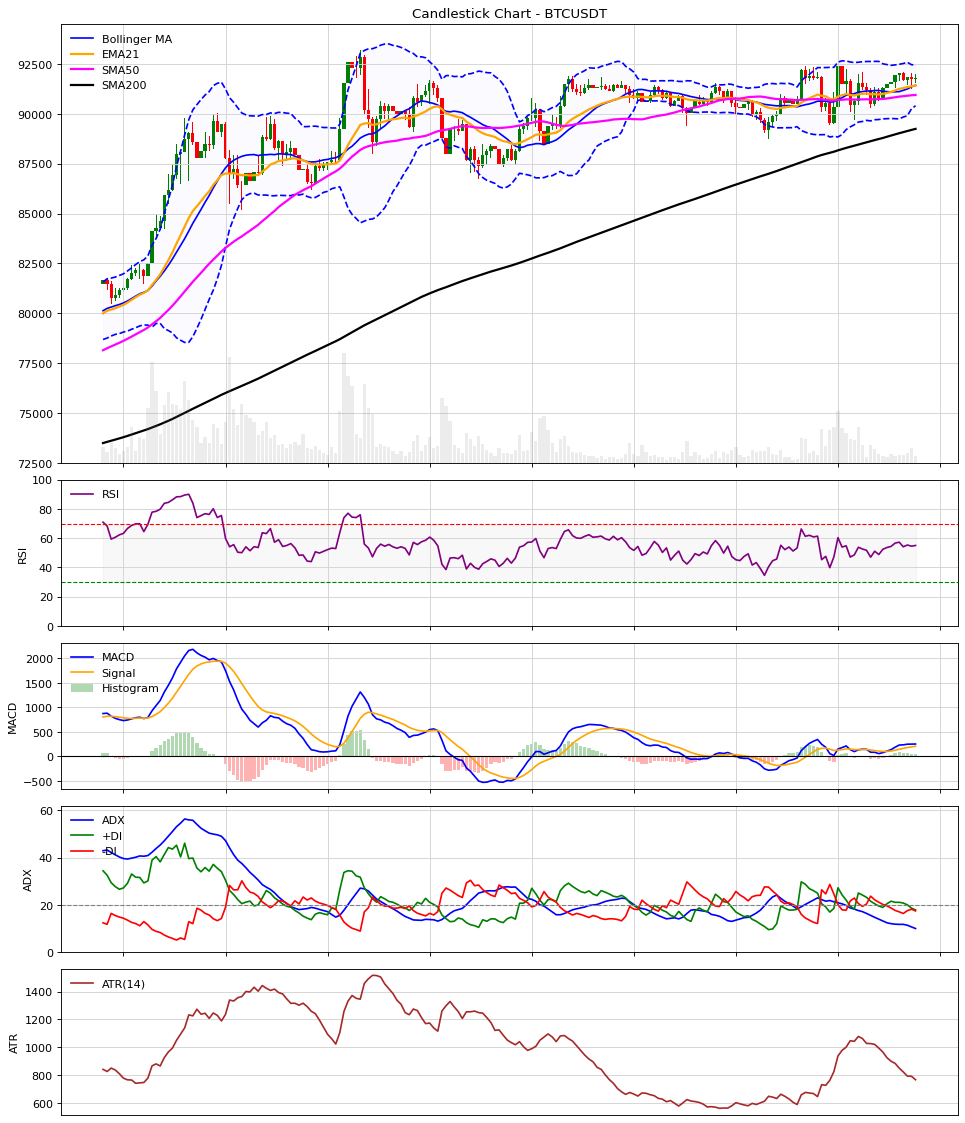 Candlestick Chart - BTCUSDT
Bollinger MA
EMA21
SMA50
SMA200
92500
90000
87500
85000
82500
80000
77500
75000
72500
RSI
100
80
60
40
20
0
RSI
MACD
Signal
Histogram
2000
1500
1000
500
0
−500
MACD
ADX
+DI
-DI
60
40
20
0
ADX
ATR(14)
1400
1200
1000
800
600
ATR